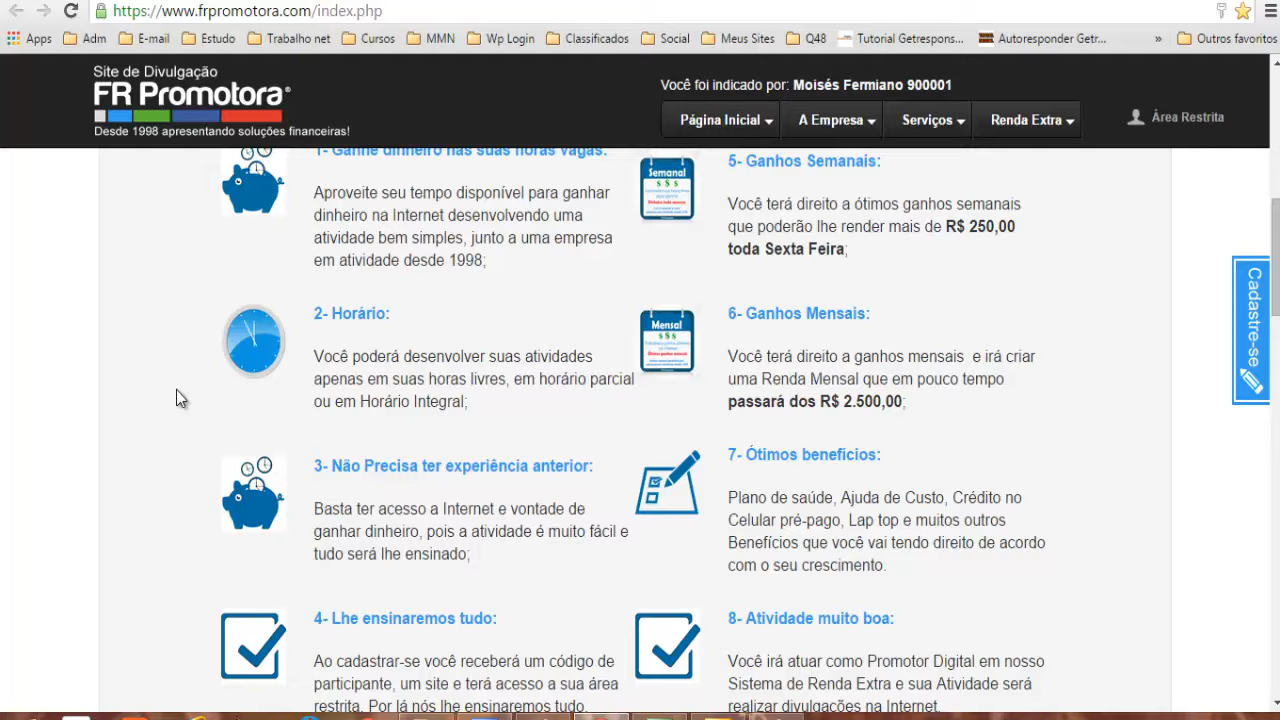 https://www.frpromotora.com/index.php
Apps Adm E-mail Estudo Trabalho net Cursos MMN Wp Login Classificados Social Meus Sites Q48 Tutorial Getrespons... Autoresponder Getr... » Outros favoritos
Site de Divulgação
FR Promotora®
Desde 1998 apresentando soluções financeiras!
Você foi indicado por: Moisés Fermiano 900001
Página Inicial A Empresa Serviços Renda Extra Área Restrita
1- Ganhe dinheiro nas suas horas vagas:
Aproveite seu tempo disponível para ganhar
dinheiro na Internet desenvolvendo uma
atividade bem simples, junto a uma empresa
em atividade desde 1998;
2- Horário:
Você poderá desenvolver suas atividades
apenas em suas horas livres, em horário parcial
ou em Horário Integral;
3- Não Precisa ter experiência anterior:
Basta ter acesso a Internet e vontade de
ganhar dinheiro, pois a atividade é muito fácil e
tudo será lhe ensinado;
4- Lhe ensinaremos tudo:
Ao cadastrar-se você receberá um código de
participante, um site e terá acesso a sua área
restrita. Por lá nós lhe ensinaremos tudo.
Semanal
$ $ $
5- Ganhos Semanais:
Você terá direito a ótimos ganhos semanais
que poderão lhe render mais de R$ 250,00
toda Sexta Feira;
Mensal
$ $ $
6- Ganhos Mensais:
Você terá direito a ganhos mensais e irá criar
uma Renda Mensal que em pouco tempo
passará dos R$ 2.500,00;
7- Ótimos benefícios:
Plano de saúde, Ajuda de Custo, Crédito no
Celular pré-pago, Lap top e muitos outros
Benefícios que você vai tendo direito de acordo
com o seu crescimento.
8- Atividade muito boa:
Você irá atuar como Promotor Digital em nosso
Sistema de Renda Extra e sua Atividade será
realizar divulgações na Internet.
Cadastre-se